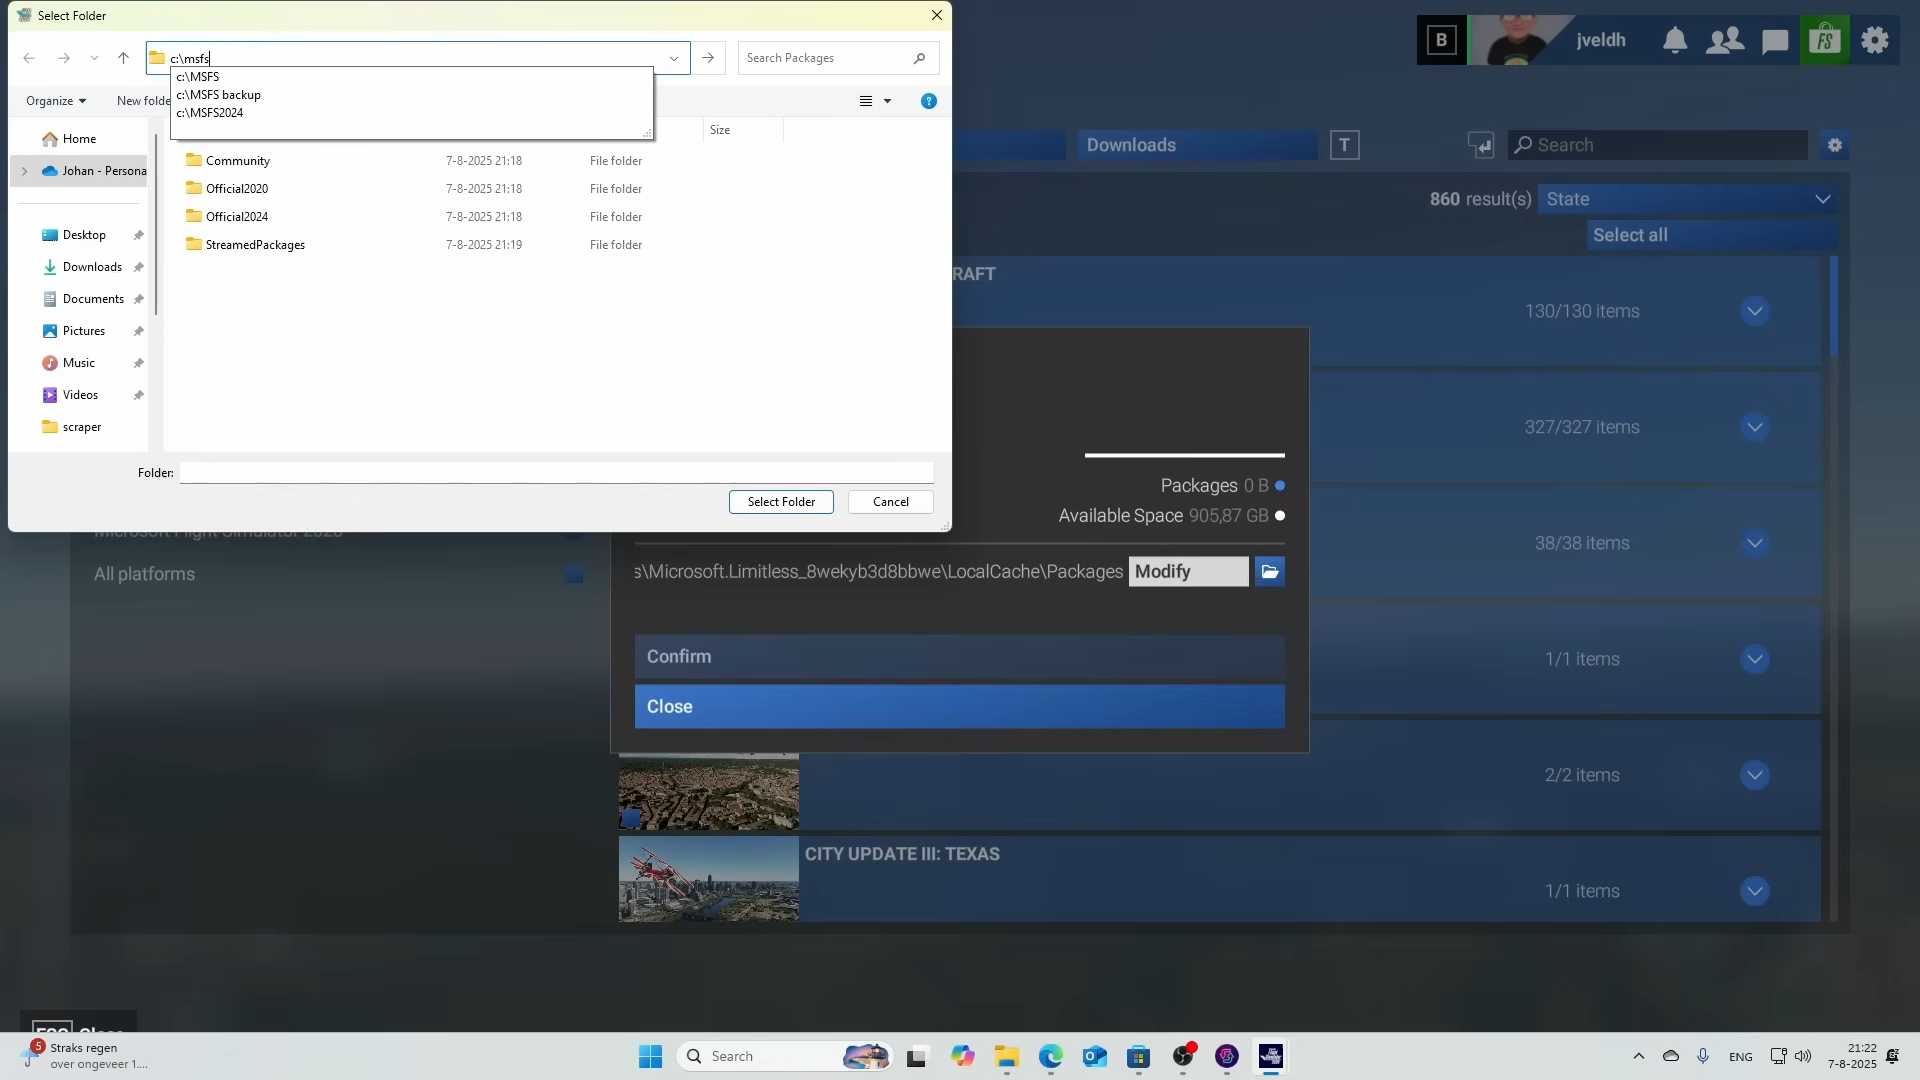 Select Folder
c:\msfs
Search Packages
c:\MSFS
c:\MSFS backup
c:\MSFS2024
Organize
New folde
Size
Home
Johan - Persona
Desktop
Downloads
Documents
Pictures
Music
Videos
scraper
Community 7-8-2025 21:18 File folder
Official2020 7-8-2025 21:18 File folder
Official2024 7-8-2025 21:18 File folder
StreamedPackages 7-8-2025 21:19 File folder
Folder:
Select Folder
Cancel
B
jveldh
FS
Downloads
T
Search
860 result(s)
State
Select all
RAFT
130/130 items
327/327 items
38/38 items
1/1 items
2/2 items
CITY UPDATE III: TEXAS
1/1 items
All platforms
Packages 0 B
Available Space 905,87 GB
s\Microsoft.Limitless_8wekyb3d8bbwe\LocalCache\Packages
Modify
Confirm
Close
ESC Close
5
Straks regen
over ongeveer 1....
Search
ENG
21:22
7-8-2025